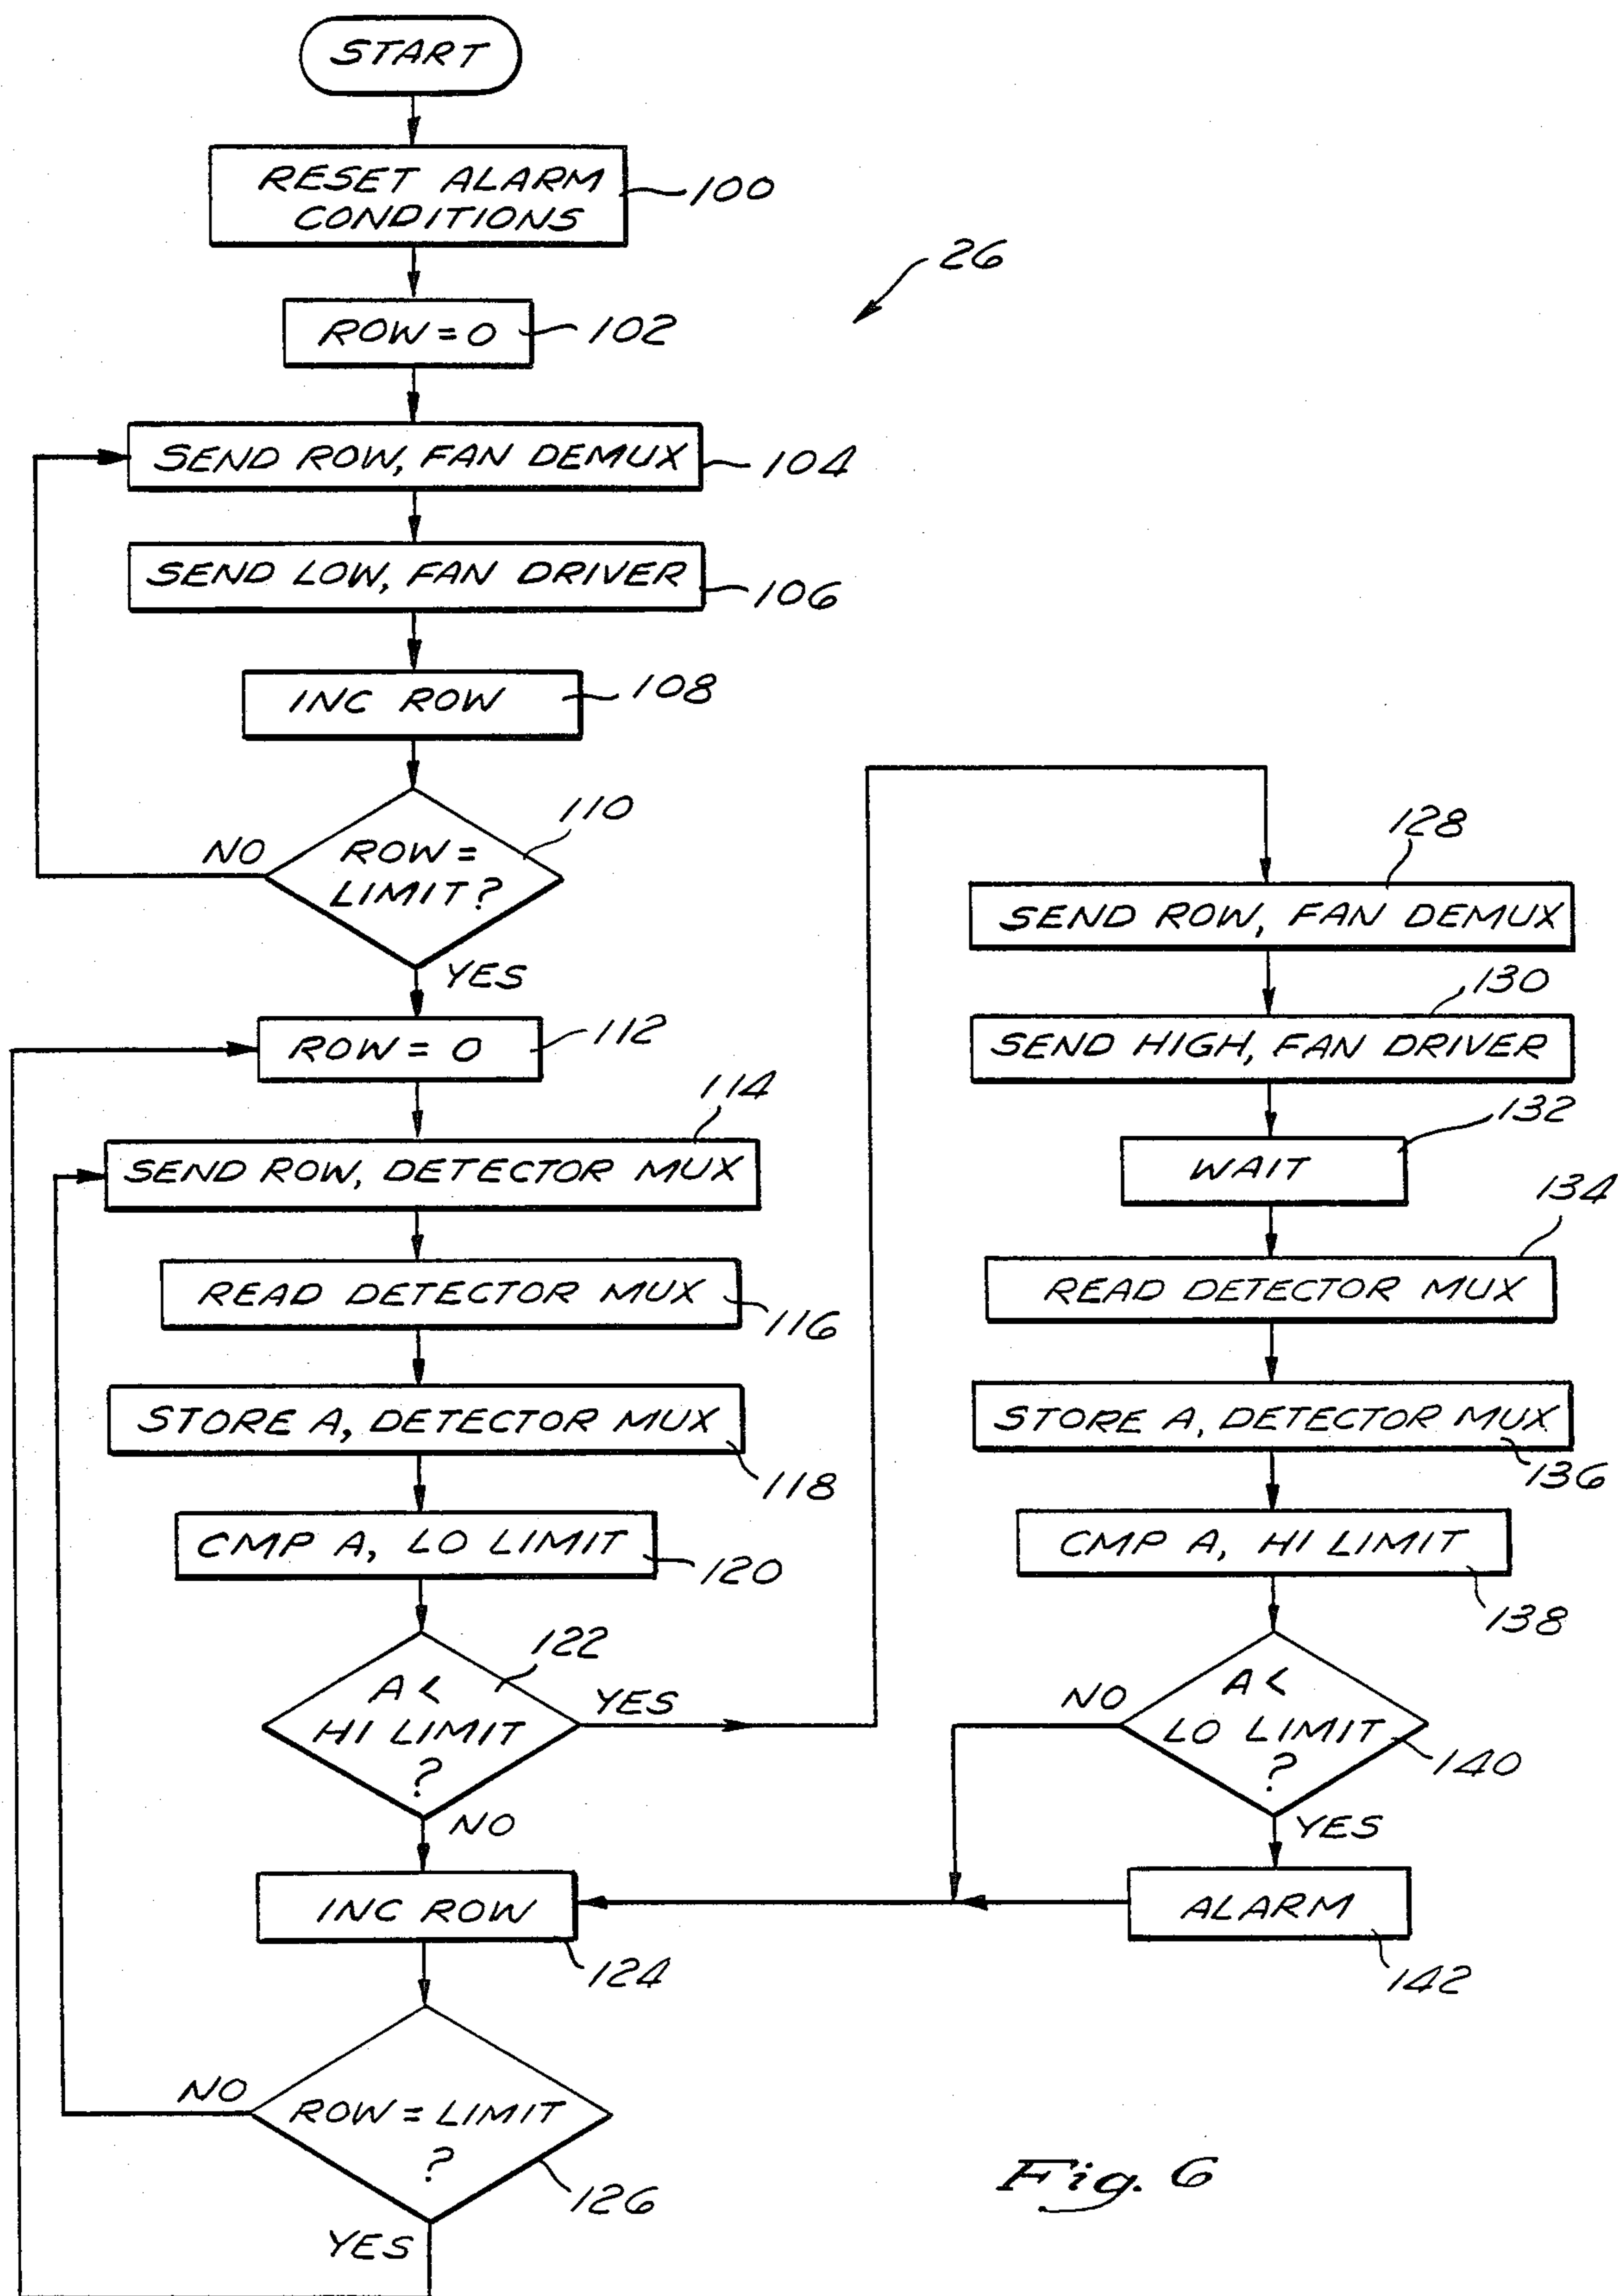 START
RESET ALARM
CONDITIONS
100
26
ROW = 0
102
SEND ROW, FAN DEMUX
104
SEND LOW, FAN DRIVER
106
INC ROW
108
110
NO
ROW =
LIMIT?
YES
ROW = 0
112
114
SEND ROW, DETECTOR MUX
READ DETECTOR MUX
116
STORE A, DETECTOR MUX
118
CMP A, LO LIMIT
120
122
A <
HI LIMIT
?
YES
NO
INC ROW
124
NO
ROW = LIMIT
?
126
YES
128
SEND ROW, FAN DEMUX
130
SEND HIGH, FAN DRIVER
132
WAIT
134
READ DETECTOR MUX
STORE A, DETECTOR MUX
136
CMP A, HI LIMIT
138
NO
A <
LO LIMIT
?
140
YES
ALARM
142
Fig. 6